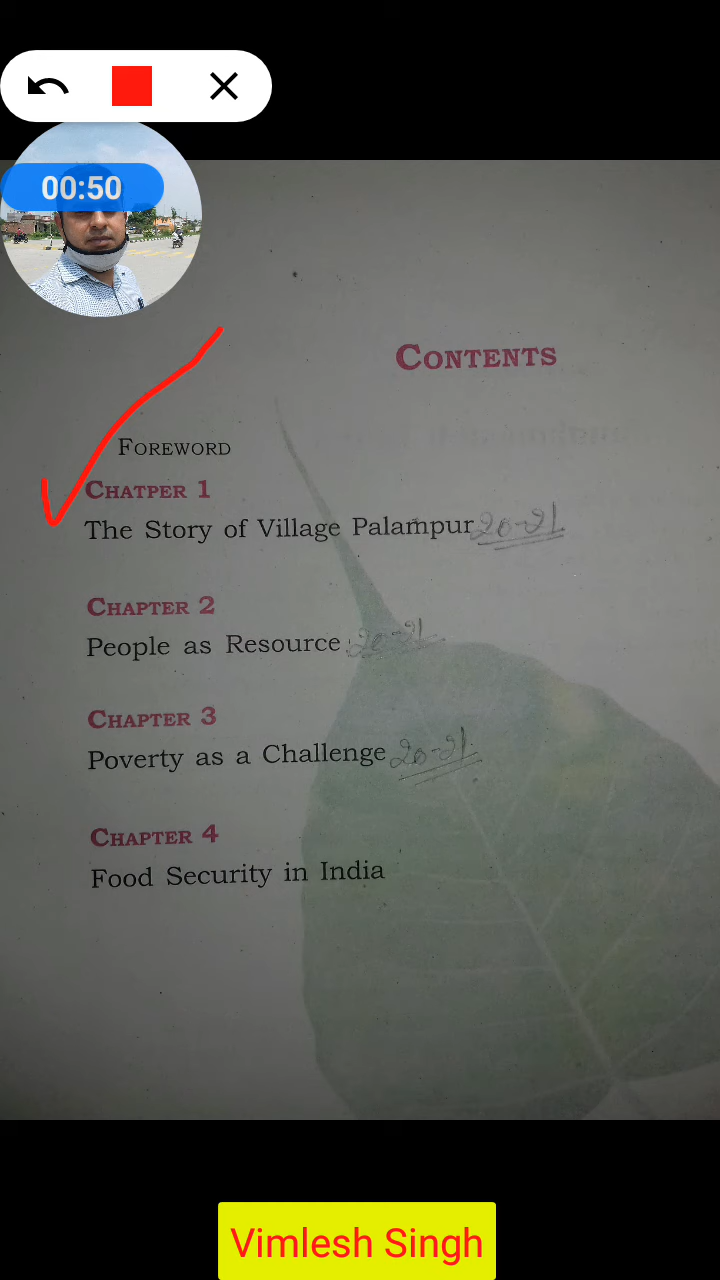 00:50
CONTENTS
FOREWORD
CHATPER 1
The Story of Village Palampur 20-21
CHAPTER 2
People as Resource 20-21
CHAPTER 3
Poverty as a Challenge 20-21
CHAPTER 4
Food Security in India
Vimlesh Singh